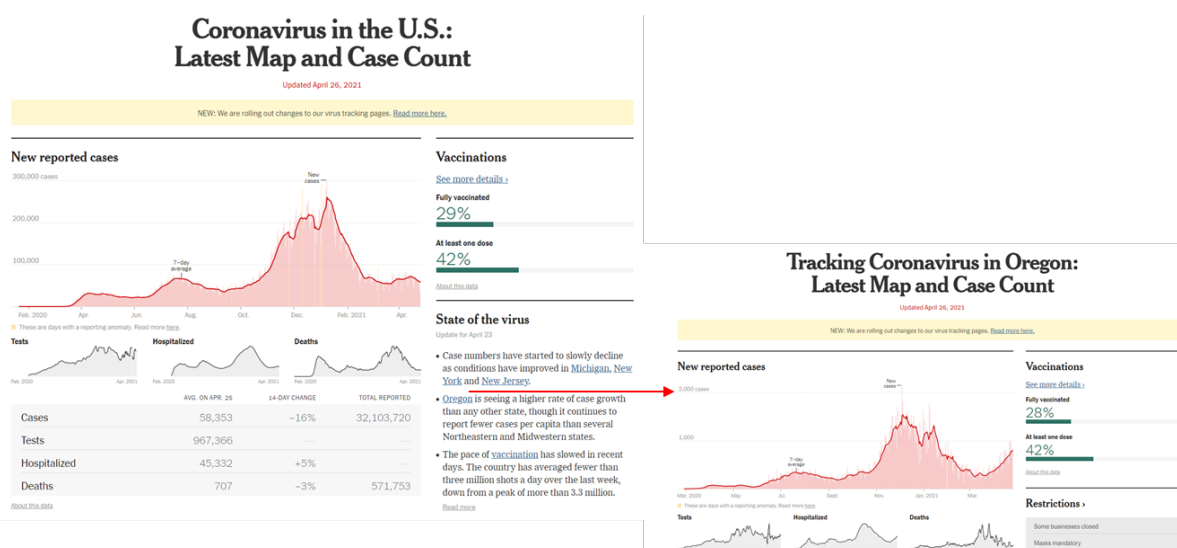 Coronavirus in the U.S.:
Latest Map and Case Count
Updated April 26, 2021
NEW: We are rolling out changes to our virus tracking pages. Read more here.
New reported cases
300,000 cases
200,000
100,000
New
cases
7-day
average
Feb. 2020
Apr.
Jun.
Aug.
Oct.
Dec.
Feb. 2021
Apr.
These are days with a reporting anomaly. Read more here.
Tests
Hospitalized
Deaths
Feb. 2020
Apr. 2021
Feb. 2020
Apr. 2021
Feb. 2020
Apr. 2021
AVG. ON APR. 25
14-DAY CHANGE
TOTAL REPORTED
Cases 58,353 –16% 32,103,720
Tests 967,366 — —
Hospitalized 45,332 +5% —
Deaths 707 –3% 571,753
About this data
Vaccinations
See more details ›
Fully vaccinated
29%
At least one dose
42%
About this data
State of the virus
Update for April 23
• Case numbers have started to slowly decline
as conditions have improved in Michigan, New
York and New Jersey.
• Oregon is seeing a higher rate of case growth
than any other state, though it continues to
report fewer cases per capita than several
Northeastern and Midwestern states.
• The pace of vaccination has slowed in recent
days. The country has averaged fewer than
three million shots a day over the last week,
down from a peak of more than 3.3 million.
Read more
Tracking Coronavirus in Oregon:
Latest Map and Case Count
Updated April 26, 2021
NEW: We are rolling out changes to our virus tracking pages. Read more here.
New reported cases
2,000 cases
1,000
New
cases
7-day
average
Mar. 2020
May
Jul.
Sept.
Nov.
Jan. 2021
Mar.
These are days with a reporting anomaly. Read more here
Tests
Hospitalized
Deaths
Vaccinations
See more details ›
Fully vaccinated
28%
At least one dose
42%
About this data
Restrictions ›
Some businesses closed
Masks mandatory